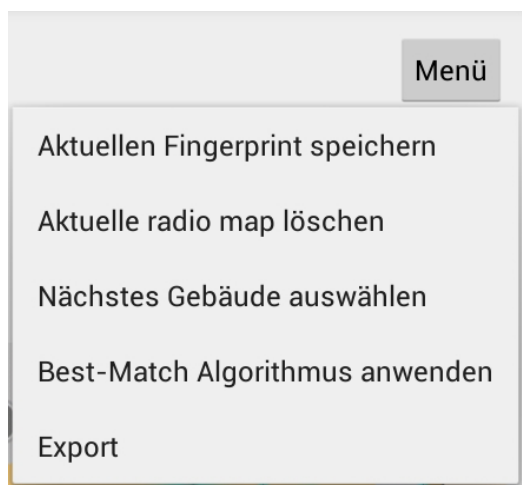 Menü
Aktuellen Fingerprint speichern
Aktuelle radio map löschen
Nächstes Gebäude auswählen
Best-Match Algorithmus anwenden
Export